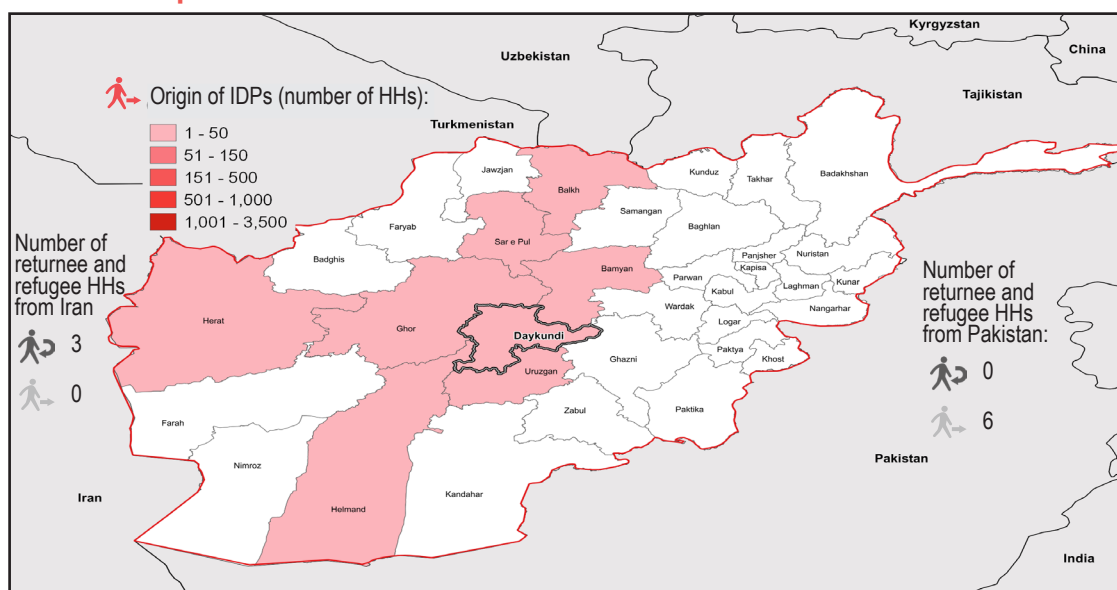 Kyrgyzstan
Uzbekistan
China
Tajikistan
Origin of IDPs (number of HHs):
Turkmenistan
1 - 50
51 - 150
151 - 500
501 - 1,000
1,001 - 3,500
Number of
returnee and
refugee HHs
from Iran
3
0
Jawzjan
Balkh
Kunduz
Takhar
Badakhshan
Samangan
Faryab
Baghlan
Sar e Pul
Badghis
Panjsher
Nuristan
Bamyan
Parwan
Kapisa
Kunar
Kabul
Laghman
Herat
Wardak
Nangarhar
Ghor
Logar
Daykundi
Paktya
Khost
Ghazni
Uruzgan
Zabul
Paktika
Farah
Nimroz
Helmand
Kandahar
Iran
Number of
returnee and
refugee HHs
from Pakistan:
0
6
Pakistan
India